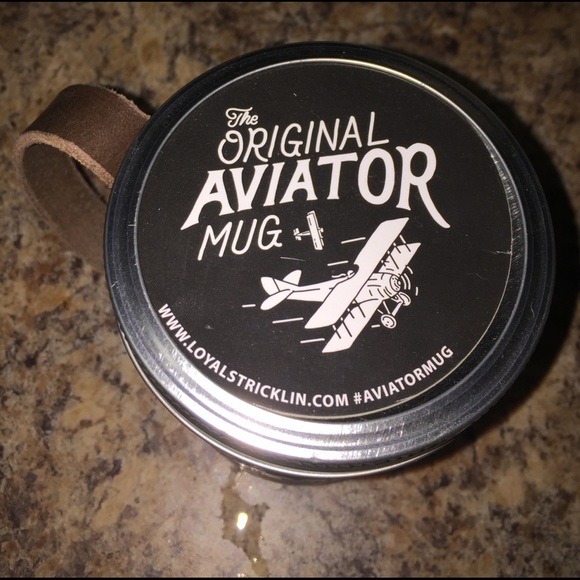 The
ORIGINAL
AVIATOR
MUG
WWW.LOYALSTRICKLIN.COM #AVIATORMUG